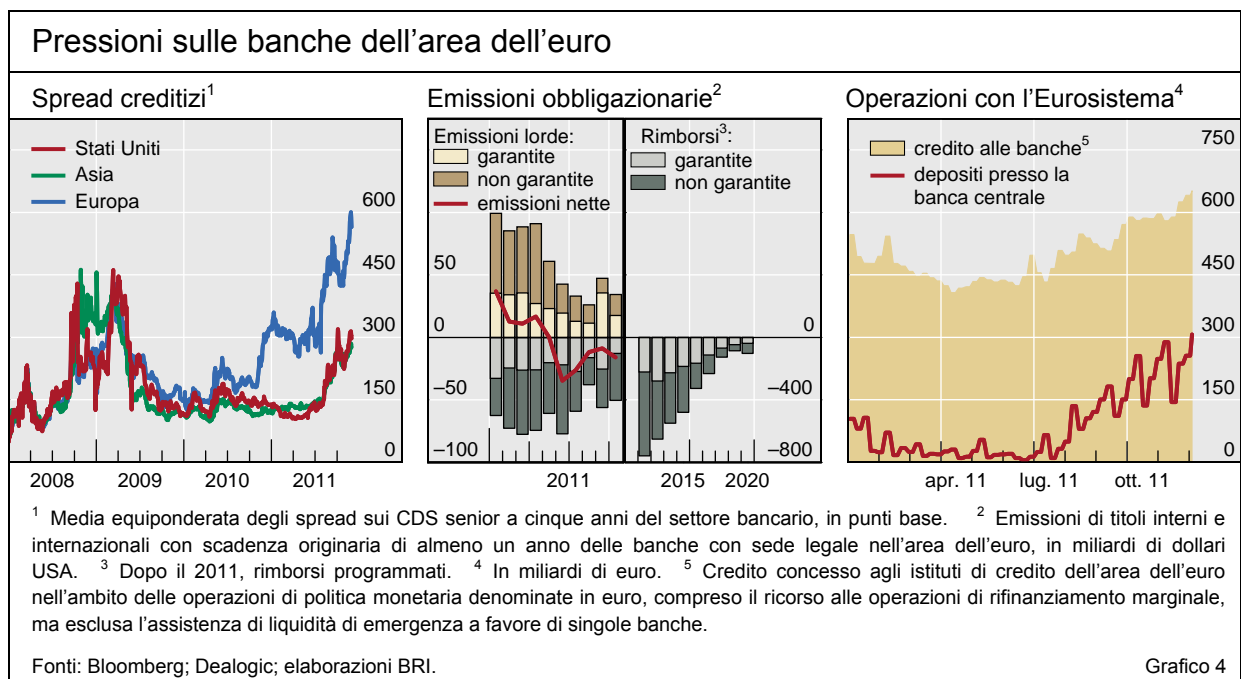 Pressioni sulle banche dell'area dell'euro
Spread creditizi1
Stati Uniti
Asia
Europa
600
450
300
150
0
2008 2009 2010 2011
Emissioni obbligazionarie2
Emissioni lorde:
garantite
non garantite
emissioni nette
50
0
–50
–100
2011
Rimborsi3:
garantite
non garantite
0
–400
–800
2015 2020
Operazioni con l'Eurosistema4
credito alle banche5
depositi presso la
banca centrale
750
600
450
300
150
0
apr. 11 lug. 11 ott. 11
1 Media equiponderata degli spread sui CDS senior a cinque anni del settore bancario, in punti base. 2 Emissioni di titoli interni e
internazionali con scadenza originaria di almeno un anno delle banche con sede legale nell'area dell'euro, in miliardi di dollari
USA. 3 Dopo il 2011, rimborsi programmati. 4 In miliardi di euro. 5 Credito concesso agli istituti di credito dell'area dell'euro
nell'ambito delle operazioni di politica monetaria denominate in euro, compreso il ricorso alle operazioni di rifinanziamento marginale,
ma esclusa l'assistenza di liquidità di emergenza a favore di singole banche.
Fonti: Bloomberg; Dealogic; elaborazioni BRI. Grafico 4